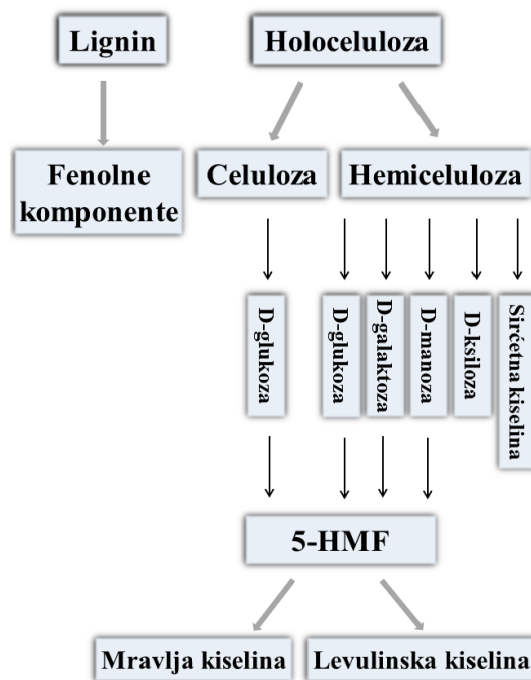 Lignin
Holoceluloza
Fenolne
komponente
Celuloza
Hemiceluloza
D-glukoza
D-glukoza
D-galaktoza
D-manoza
D-ksiloza
Sirćetna kiselina
5-HMF
Mravlja kiselina
Levulinska kiselina